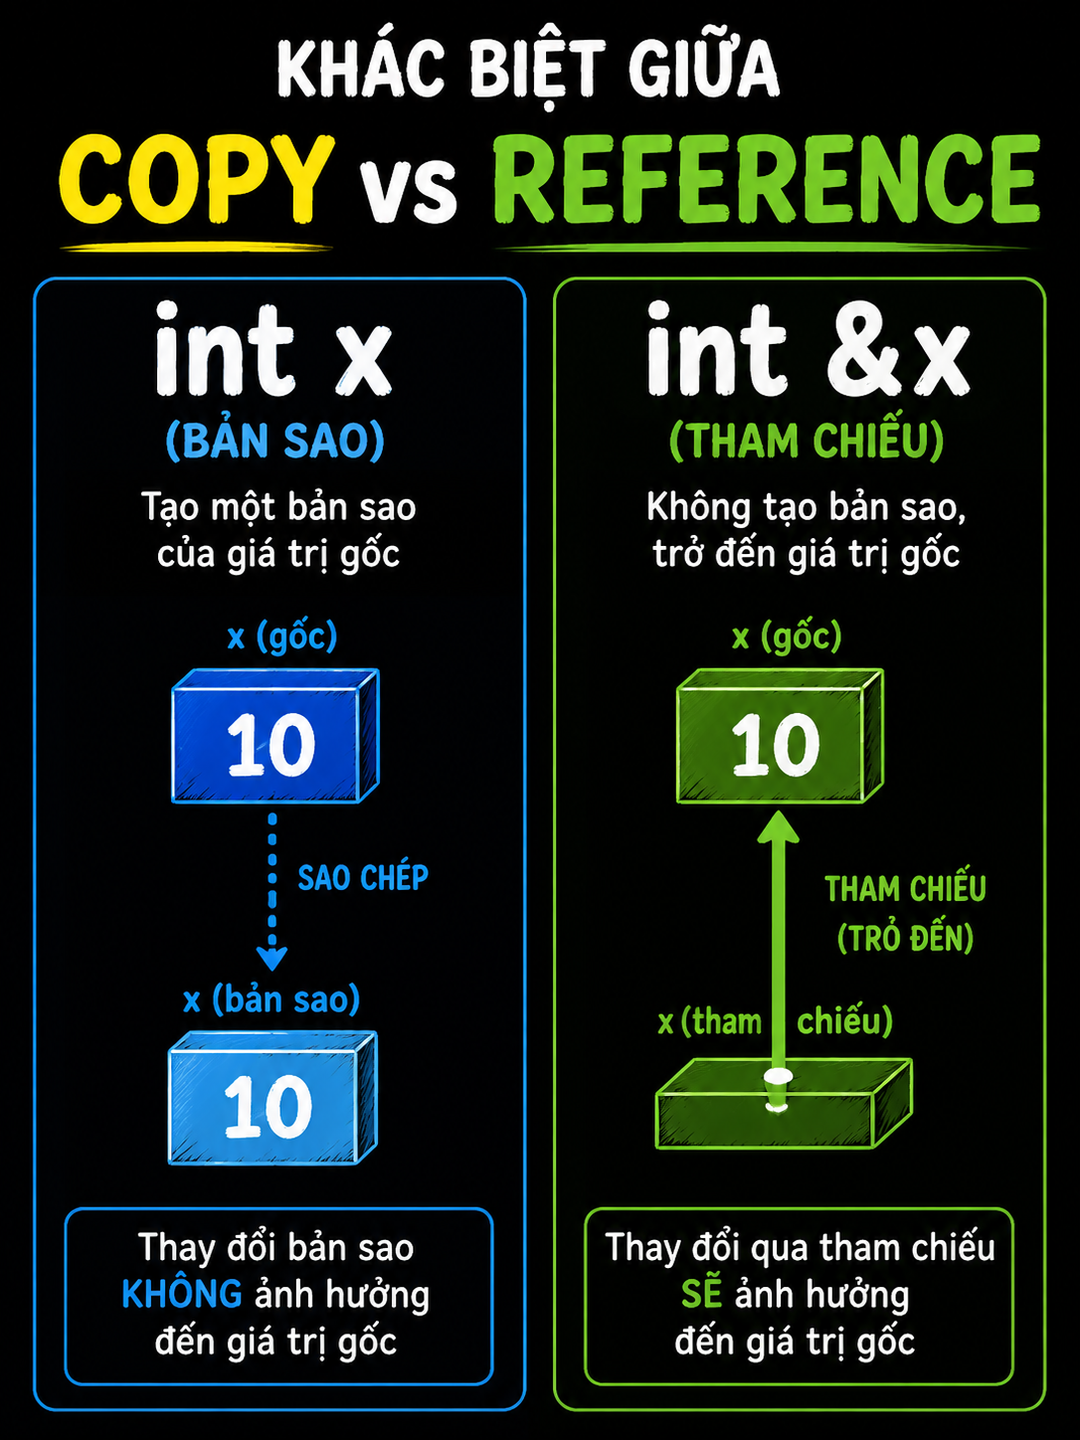 KHÁC BIỆT GIỮA
COPY vs REFERENCE
int x
(BẢN SAO)
Tạo một bản sao
của giá trị gốc
x (gốc)
10
SAO CHÉP
x (bản sao)
10
Thay đổi bản sao
KHÔNG ảnh hưởng
đến giá trị gốc
int &x
(THAM CHIẾU)
Không tạo bản sao,
trở đến giá trị gốc
x (gốc)
10
THAM CHIẾU
(TRỎ ĐẾN)
x (tham chiếu)
Thay đổi qua tham chiếu
SẼ ảnh hưởng
đến giá trị gốc